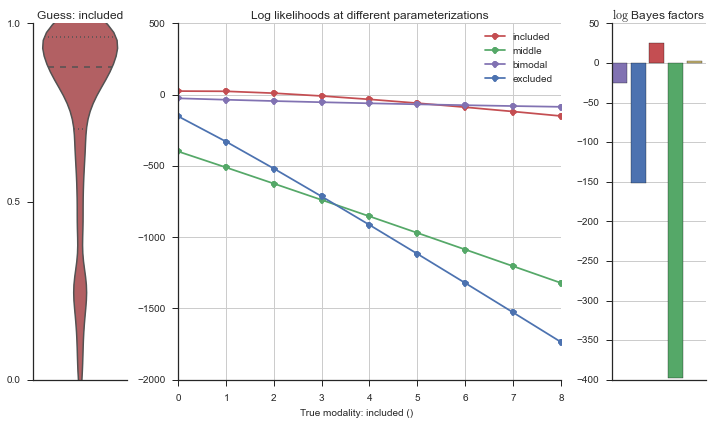 Guess: included
1.0
0.5
0.0
Log likelihoods at different parameterizations
500
0
−500
−1000
−1500
−2000
included
middle
bimodal
excluded
0 1 2 3 4 5 6 7 8
True modality: included ()
log Bayes factors
50
0
−50
−100
−150
−200
−250
−300
−350
−400